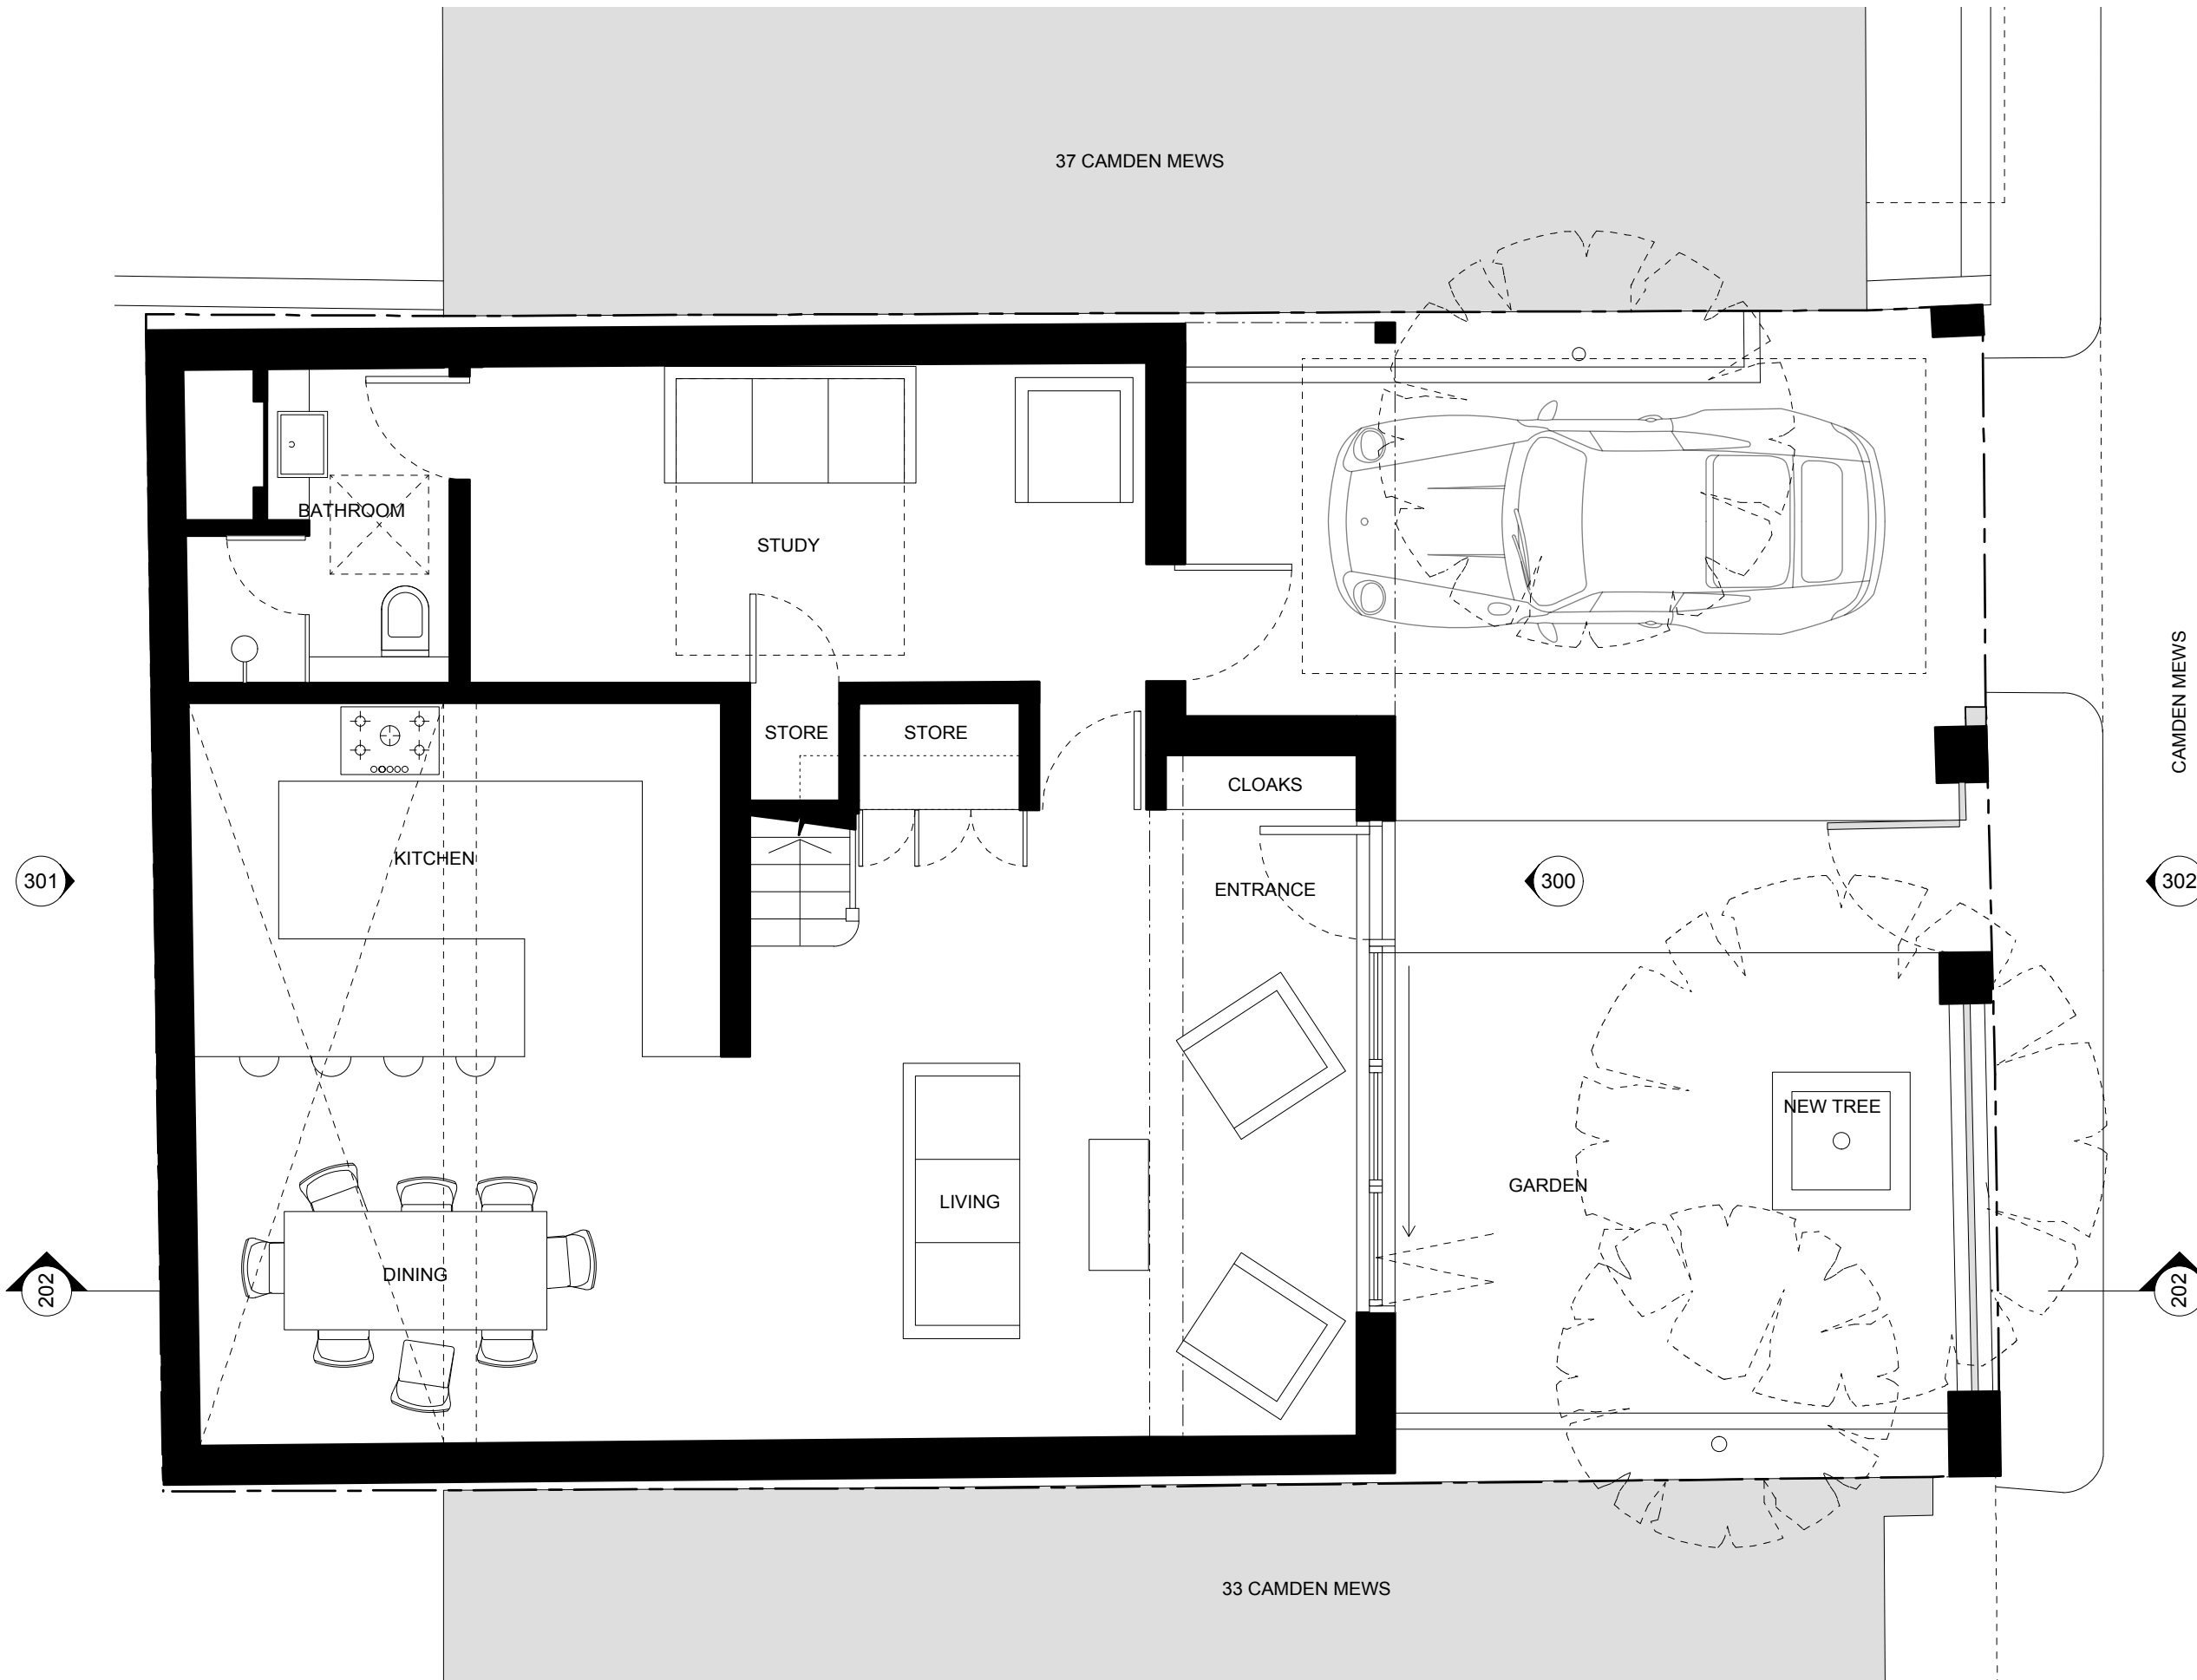 37 CAMDEN MEWS
BATHROOM
STUDY
STORE
STORE
CLOAKS
CAMDEN MEWS
KITCHEN
301
ENTRANCE
300
302
NEW TREE
GARDEN
LIVING
DINING
202
202
33 CAMDEN MEWS